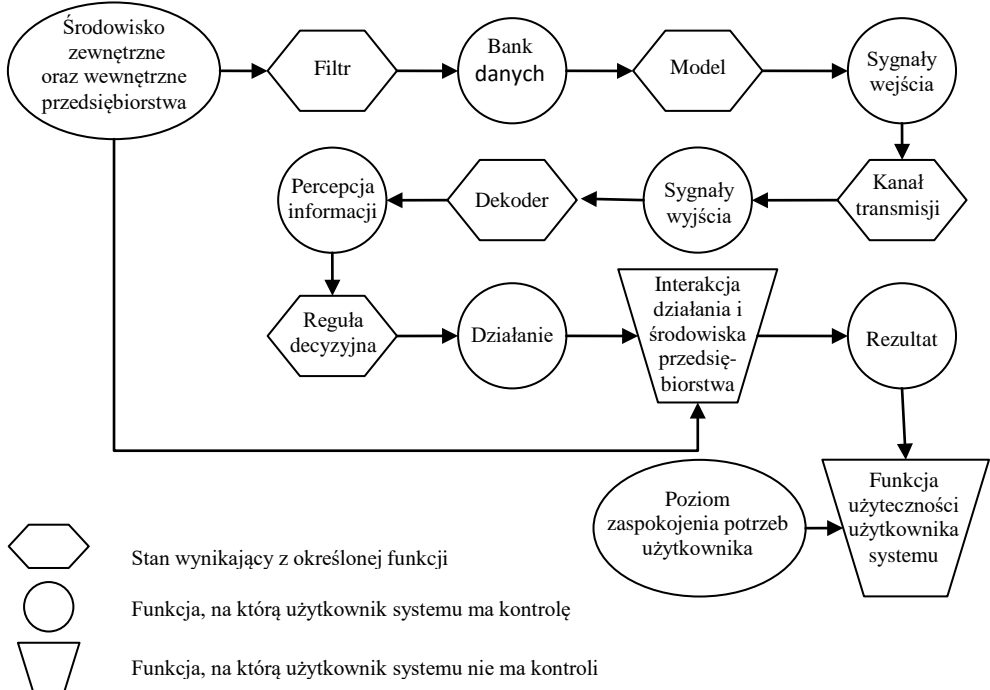 Środowisko
zewnętrzne
oraz wewnętrzne
przedsiębiorstwa
Filtr
Bank
danych
Model
Sygnały
wejścia
Percepcja
informacji
Dekoder
Sygnały
wyjścia
Kanał
transmisji
Reguła
decyzyjna
Działanie
Interakcja
działania i
środowiska
przedsię-
biorstwa
Rezultat
Poziom
zaspokojenia potrzeb
użytkownika
Funkcja
użyteczności
użytkownika
systemu
Stan wynikający z określonej funkcji
Funkcja, na którą użytkownik systemu ma kontrolę
Funkcja, na którą użytkownik systemu nie ma kontroli